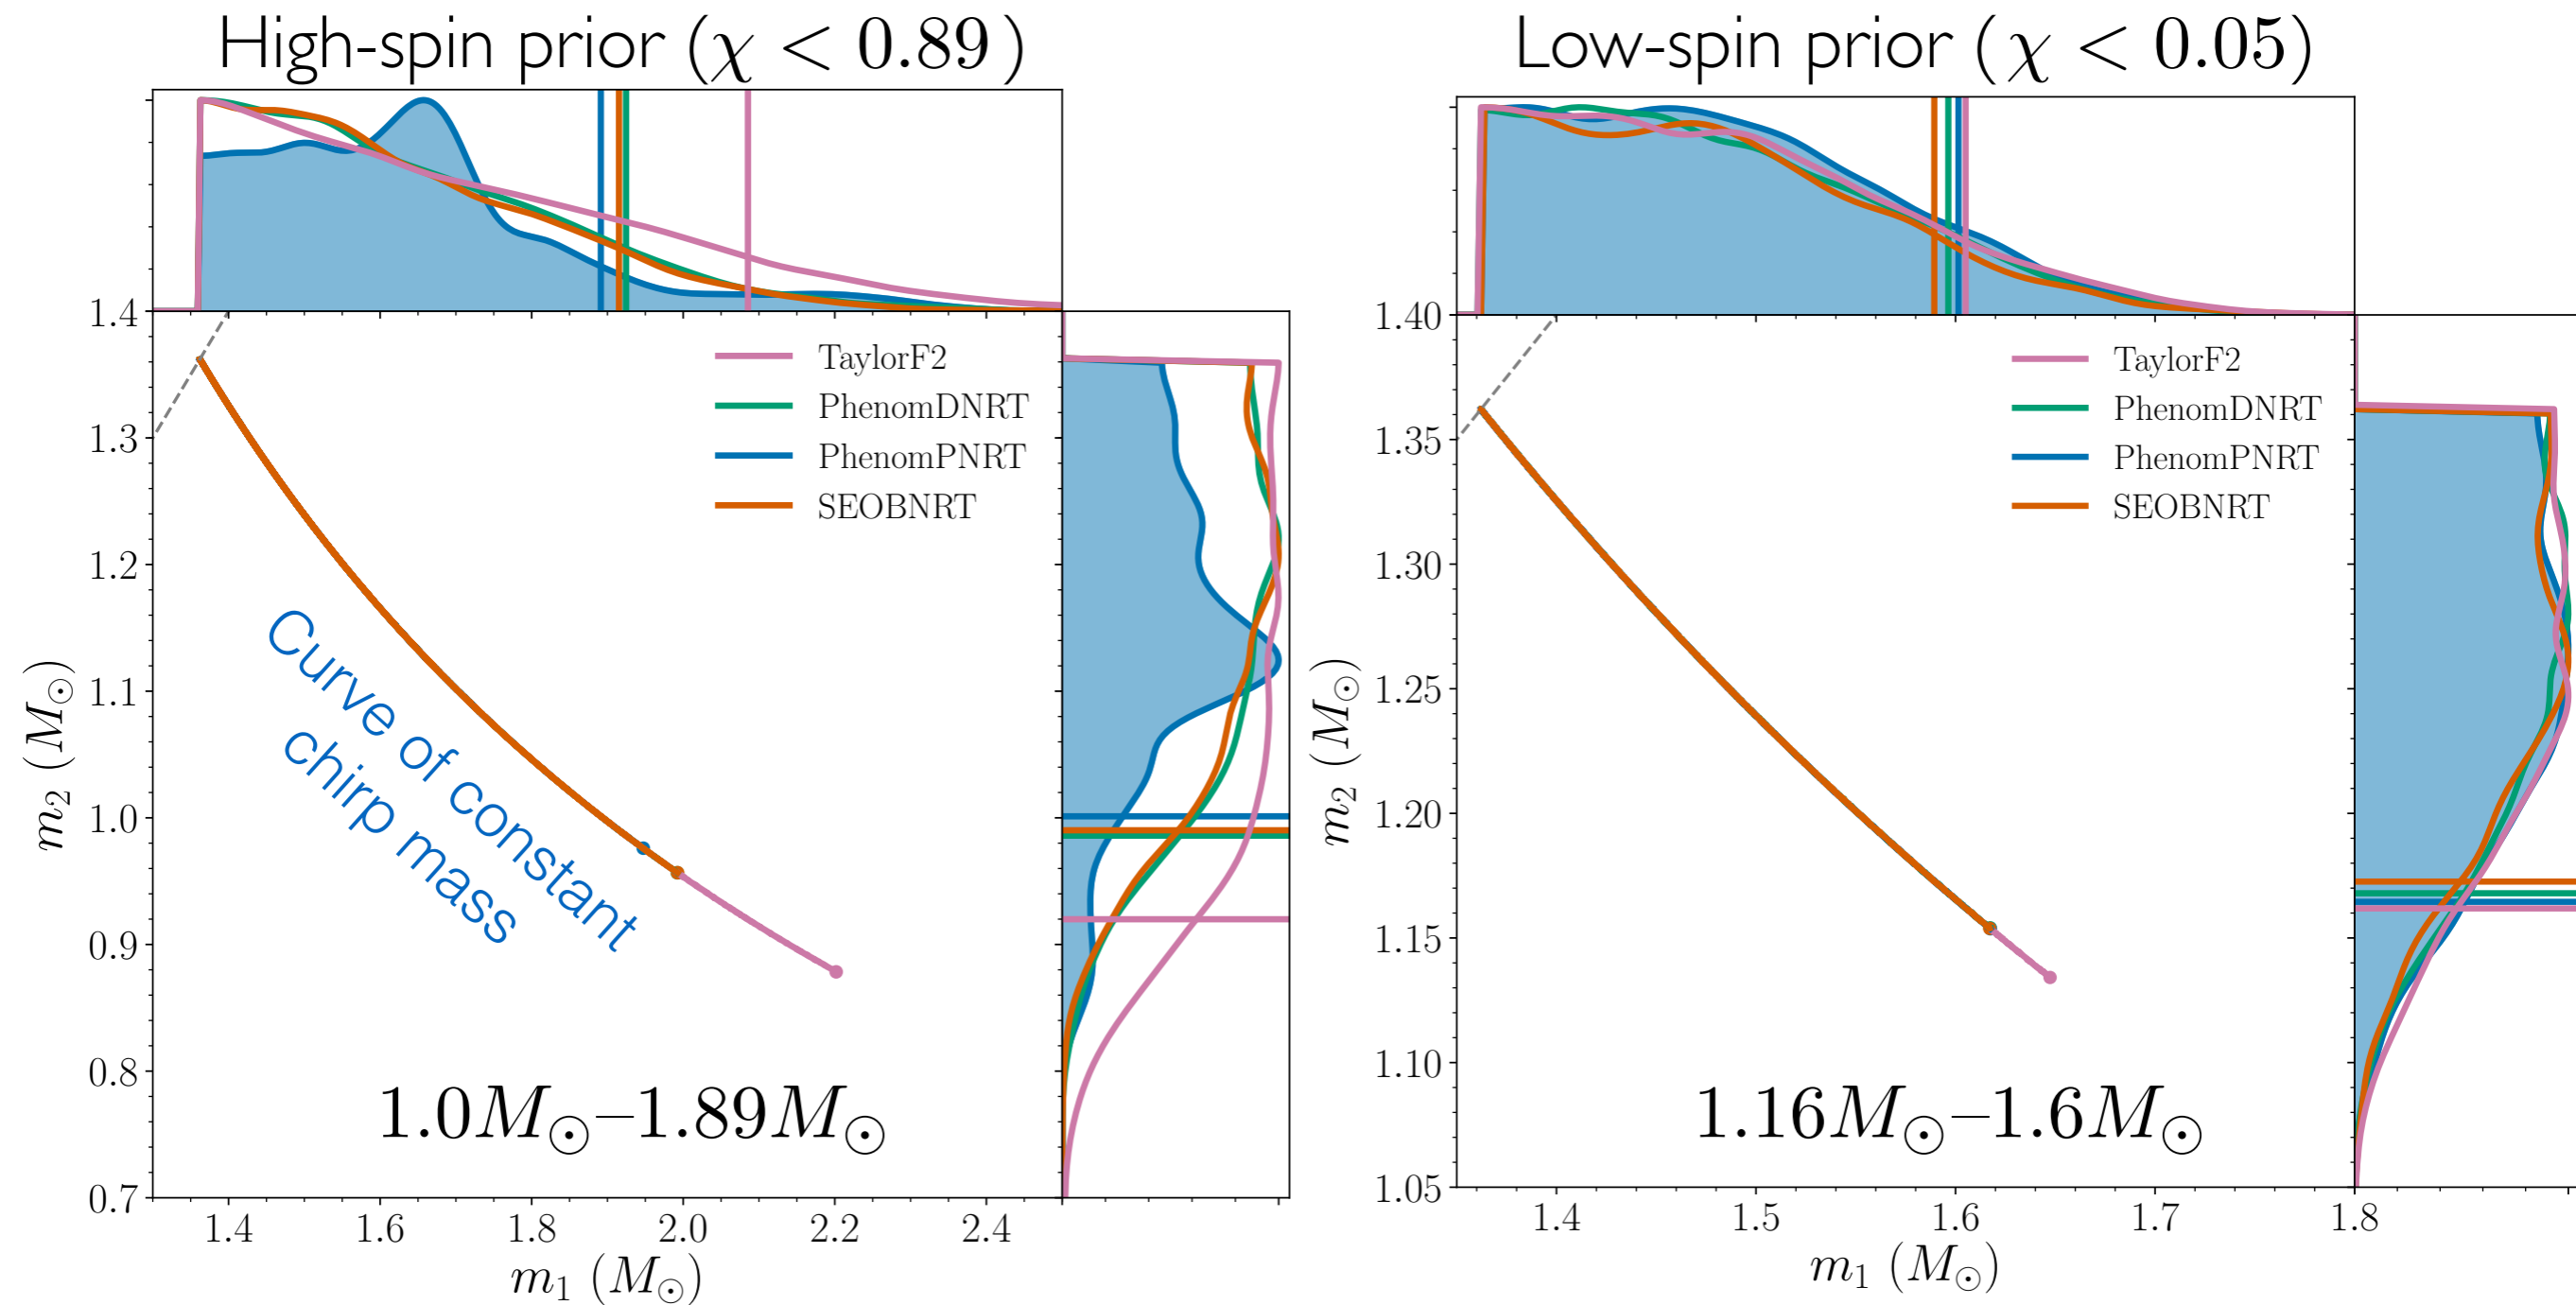 High-spin prior (χ < 0.89)
1.4
1.3
1.2
1.1
1.0
0.9
0.8
0.7
m₂ (M⊙)
TaylorF2
PhenomDNRT
PhenomPNRT
SEOBNRT
Curve of constant
chirp mass
1.0M⊙–1.89M⊙
1.4 1.6 1.8 2.0 2.2 2.4
m₁ (M⊙)
Low-spin prior (χ < 0.05)
1.40
1.35
1.30
1.25
1.20
1.15
1.10
1.05
m₂ (M⊙)
TaylorF2
PhenomDNRT
PhenomPNRT
SEOBNRT
1.16M⊙–1.6M⊙
1.4 1.5 1.6 1.7 1.8
m₁ (M⊙)